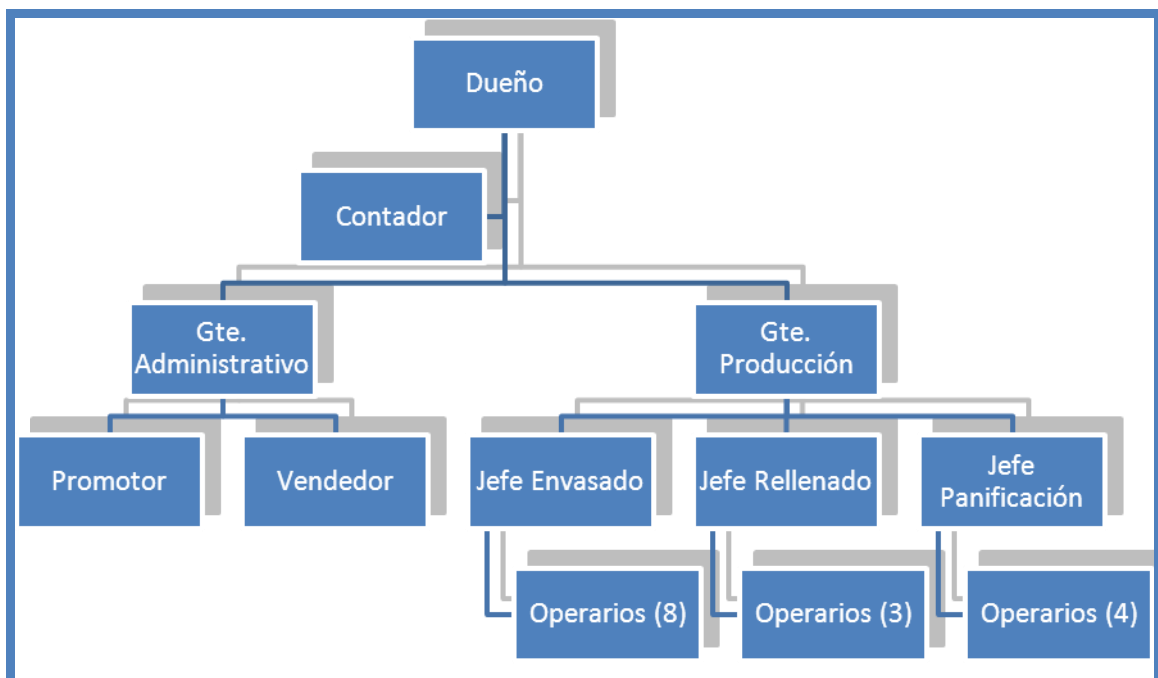 Dueño
Contador
Gte.
Administrativo
Gte.
Producción
Promotor
Vendedor
Jefe Envasado
Jefe Rellenado
Jefe
Panificación
Operarios (8)
Operarios (3)
Operarios (4)